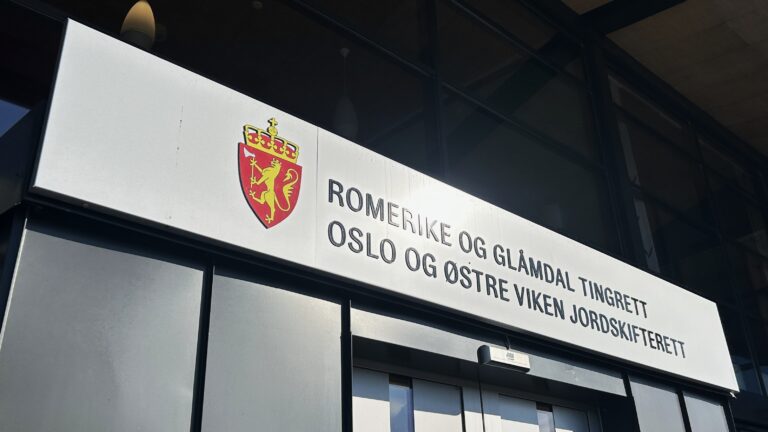 ROMERIKE OG GLÅMDAL TINGRETT
OSLO OG ØSTRE VIKEN JORDSKIFTERETT